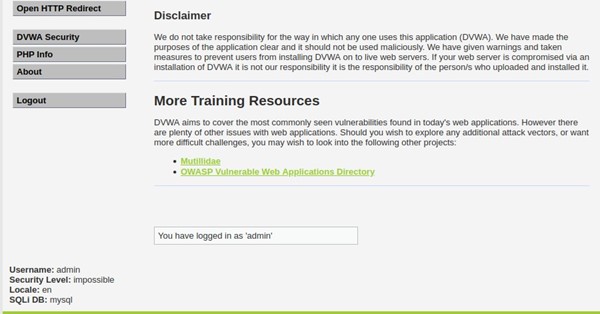 Open HTTP Redirect
DVWA Security
PHP Info
About
Logout
Disclaimer
We do not take responsibility for the way in which any one uses this application (DVWA). We have made the
purposes of the application clear and it should not be used maliciously. We have given warnings and taken
measures to prevent users from installing DVWA on to live web servers. If your web server is compromised via an
installation of DVWA it is not our responsibility it is the responsibility of the person/s who uploaded and installed it.
More Training Resources
DVWA aims to cover the most commonly seen vulnerabilities found in today's web applications. However there
are plenty of other issues with web applications. Should you wish to explore any additional attack vectors, or want
more difficult challenges, you may wish to look into the following other projects:
• Mutillidae
• OWASP Vulnerable Web Applications Directory
You have logged in as 'admin'
Username: admin
Security Level: impossible
Locale: en
SQLi DB: mysql